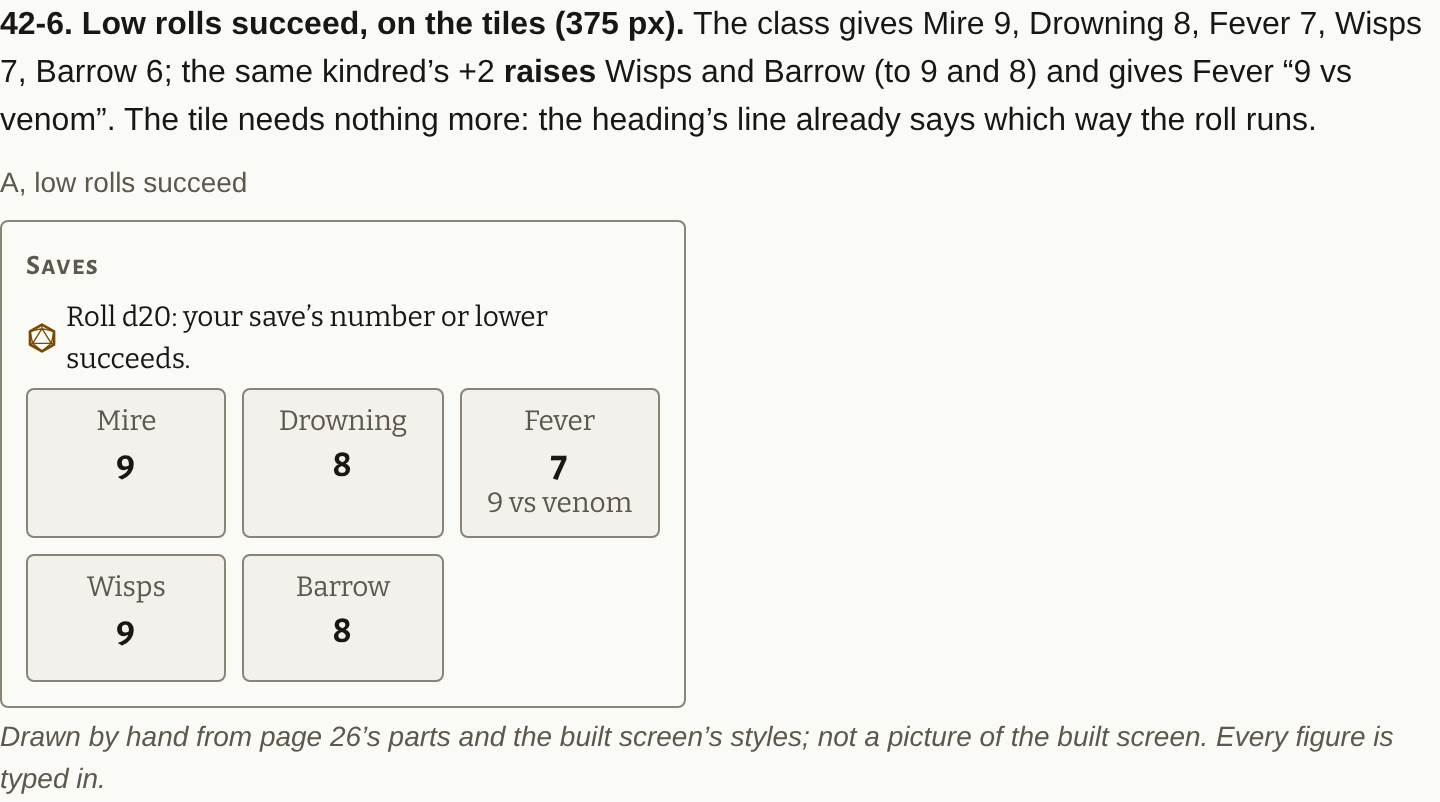 42-6. Low rolls succeed, on the tiles (375 px). The class gives Mire 9, Drowning 8, Fever 7, Wisps
7, Barrow 6; the same kindred’s +2 raises Wisps and Barrow (to 9 and 8) and gives Fever “9 vs
venom”. The tile needs nothing more: the heading’s line already says which way the roll runs.
A, low rolls succeed
Saves
Roll d20: your save’s number or lower
succeeds.
Mire
9
Drowning
8
Fever
7
9 vs venom
Wisps
9
Barrow
8
Drawn by hand from page 26’s parts and the built screen’s styles; not a picture of the built screen. Every figure is
typed in.